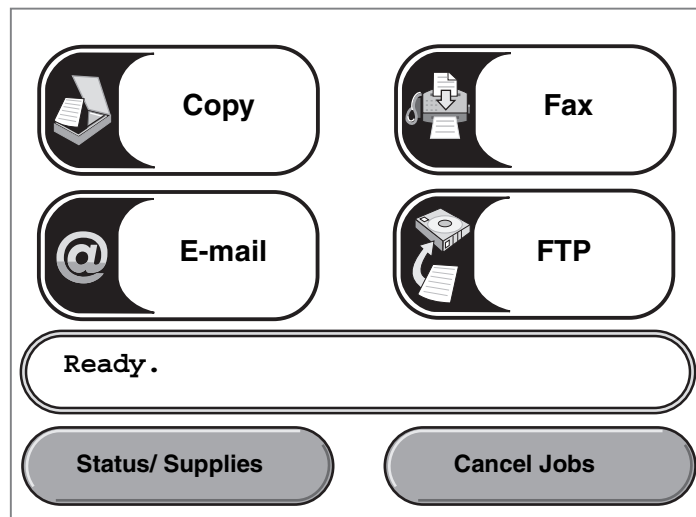 Copy
Fax
@
E-mail
FTP
Ready.
Status/ Supplies
Cancel Jobs